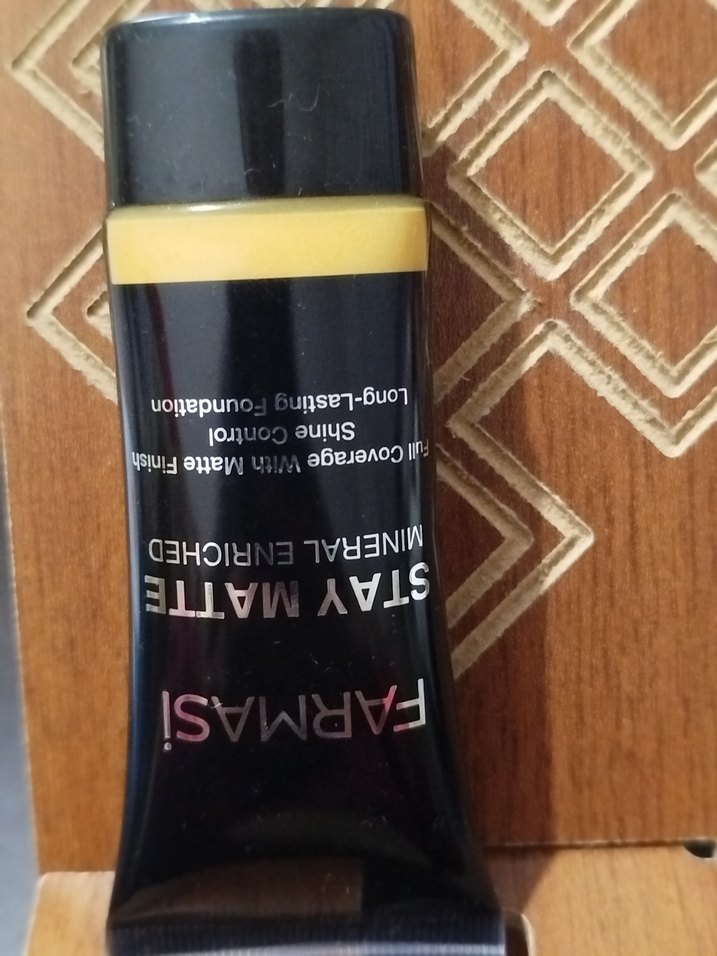 FARMASi
STAY MATTE
MINERAL ENRICHED
Full Coverage With Matte Finish
Shine Control
Long-Lasting Foundation